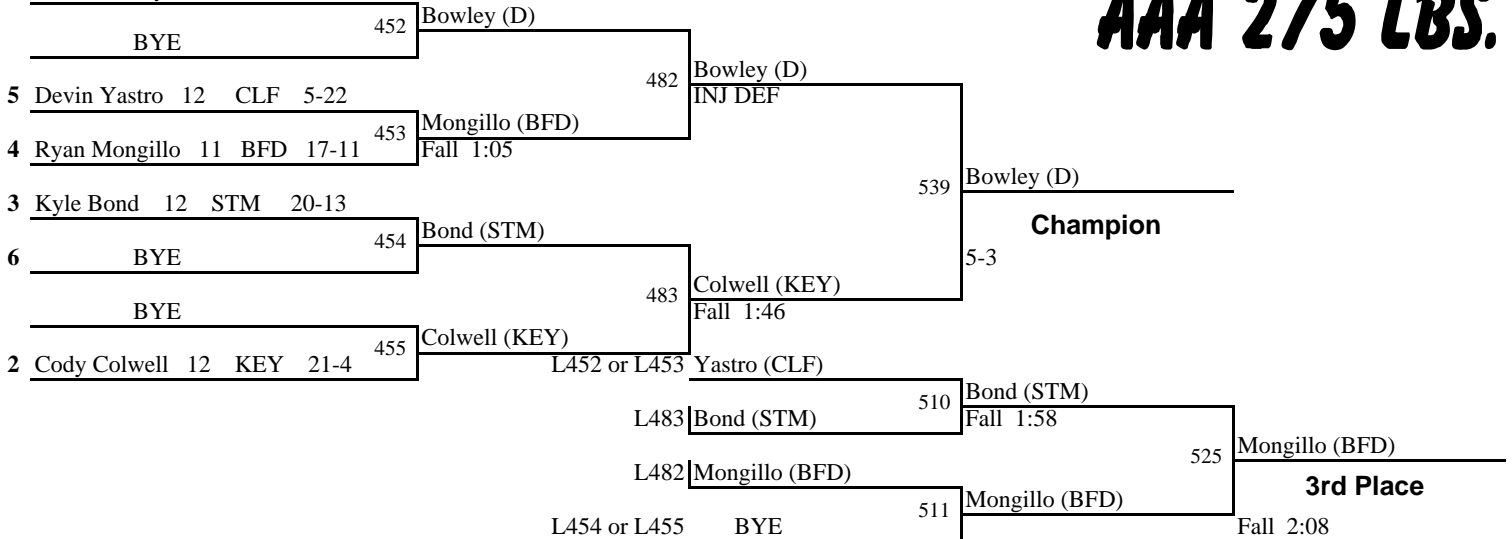 AAA 275 LBS.
452 Bowley (D)
BYE
482 Bowley (D)
INJ DEF
5 Devin Yastro 12 CLF 5-22
453 Mongillo (BFD)
Fall 1:05
4 Ryan Mongillo 11 BFD 17-11
539 Bowley (D)
Champion
5-3
3 Kyle Bond 12 STM 20-13
454 Bond (STM)
6 BYE
483 Colwell (KEY)
Fall 1:46
BYE
455 Colwell (KEY)
2 Cody Colwell 12 KEY 21-4
L452 or L453 Yastro (CLF)
510 Bond (STM)
Fall 1:58
L483 Bond (STM)
525 Mongillo (BFD)
3rd Place
Fall 2:08
L482 Mongillo (BFD)
511 Mongillo (BFD)
L454 or L455 BYE